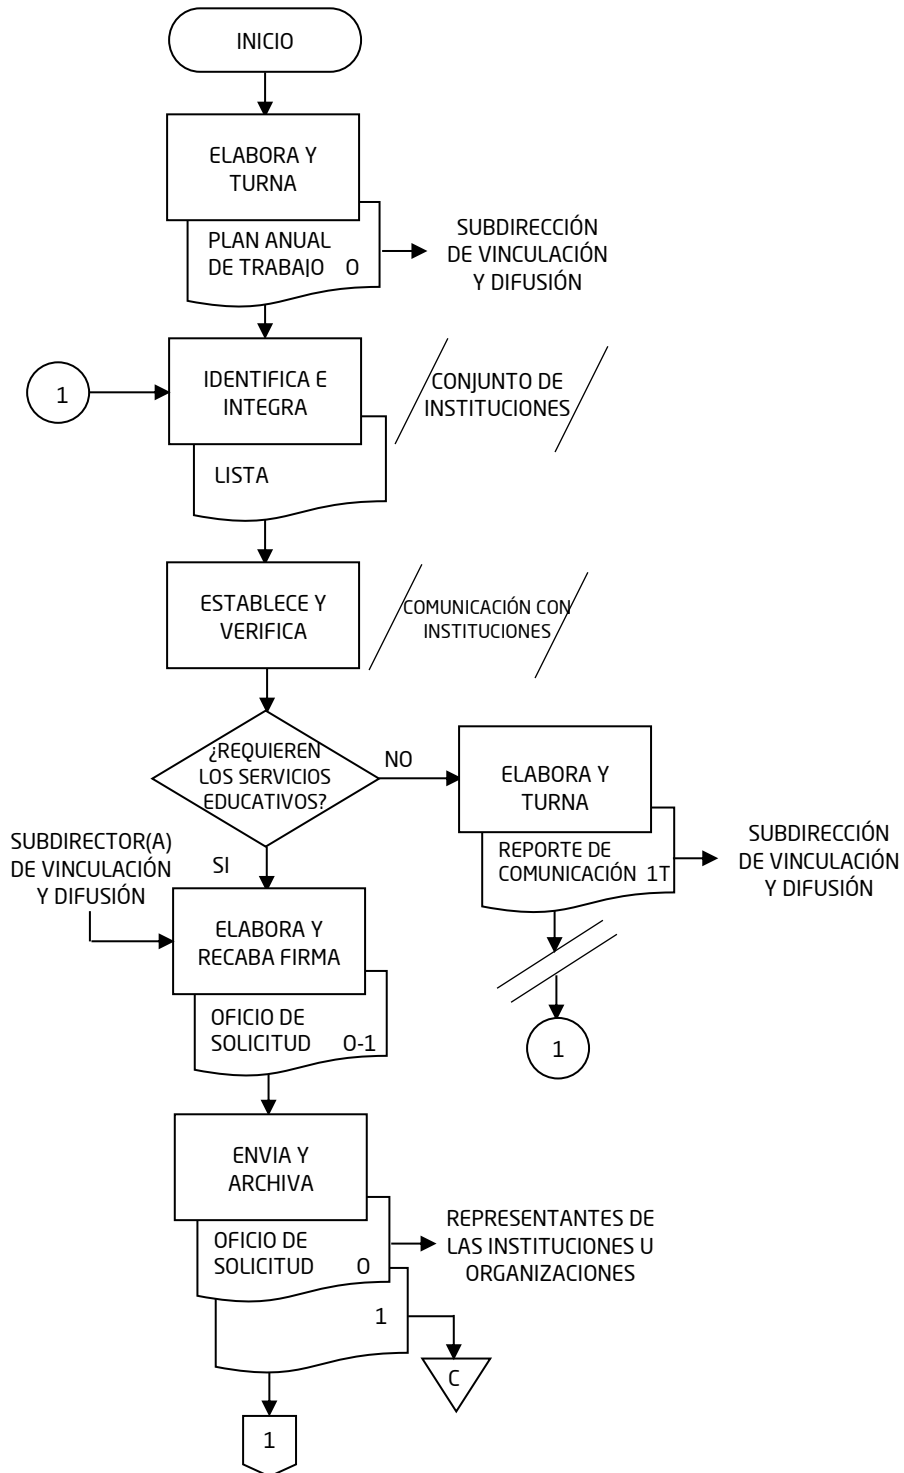 INICIO
ELABORA Y
TURNA
PLAN ANUAL
DE TRABAJO O
SUBDIRECCIÓN
DE VINCULACIÓN
Y DIFUSIÓN
1
IDENTIFICA E
INTEGRA
LISTA
CONJUNTO DE
INSTITUCIONES
ESTABLECE Y
VERIFICA
COMUNICACIÓN CON
INSTITUCIONES
¿REQUIEREN
LOS SERVICIOS
EDUCATIVOS?
NO
ELABORA Y
TURNA
REPORTE DE
COMUNICACIÓN 1T
SUBDIRECCIÓN
DE VINCULACIÓN
Y DIFUSIÓN
1
SI
SUBDIRECTOR(A)
DE VINCULACIÓN
Y DIFUSIÓN
ELABORA Y
RECABA FIRMA
OFICIO DE
SOLICITUD O-1
ENVIA Y
ARCHIVA
OFICIO DE
SOLICITUD O
REPRESENTANTES DE
LAS INSTITUCIONES U
ORGANIZACIONES
1
C
1